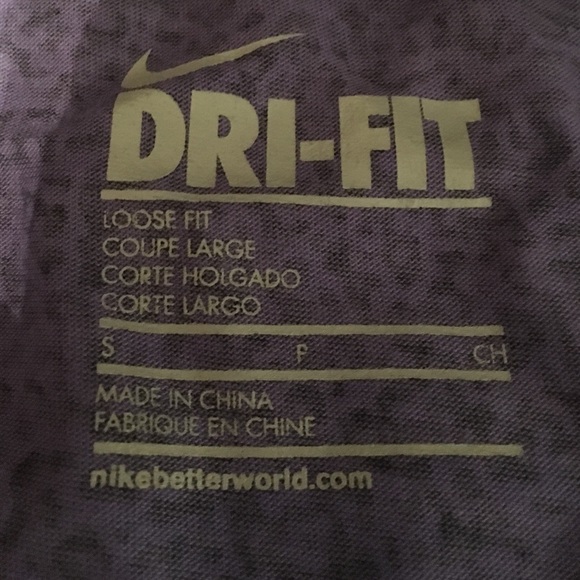 DRI-FIT
LOOSE FIT
COUPE LARGE
CORTE HOLGADO
CORTE LARGO
S P CH
MADE IN CHINA
FABRIQUE EN CHINE
nikebetterworld.com